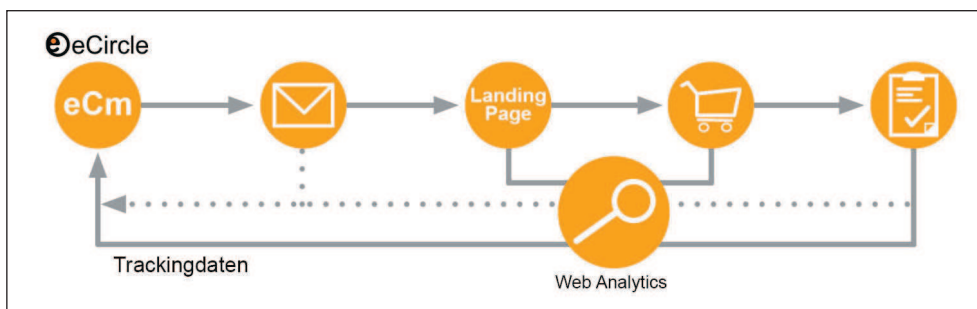 eCircle
eCm
Landing
Page
Trackingdaten
Web Analytics